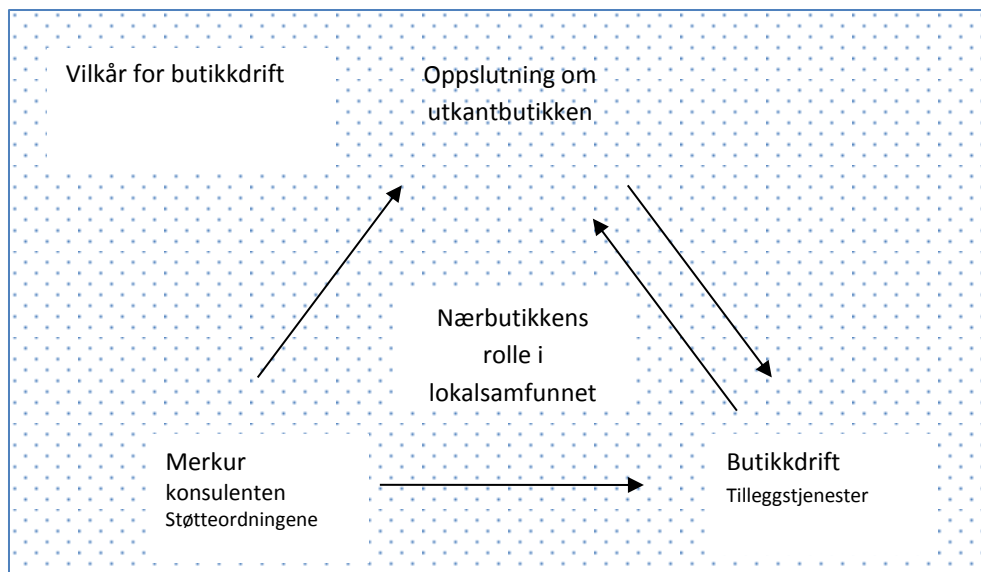 Vilkår for butikkdrift
Oppslutning om
utkantbutikken
Nærbutikkens
rolle i
lokalsamfunnet
Merkur
konsulenten
Støtteordningene
Butikkdrift
Tilleggstjenester